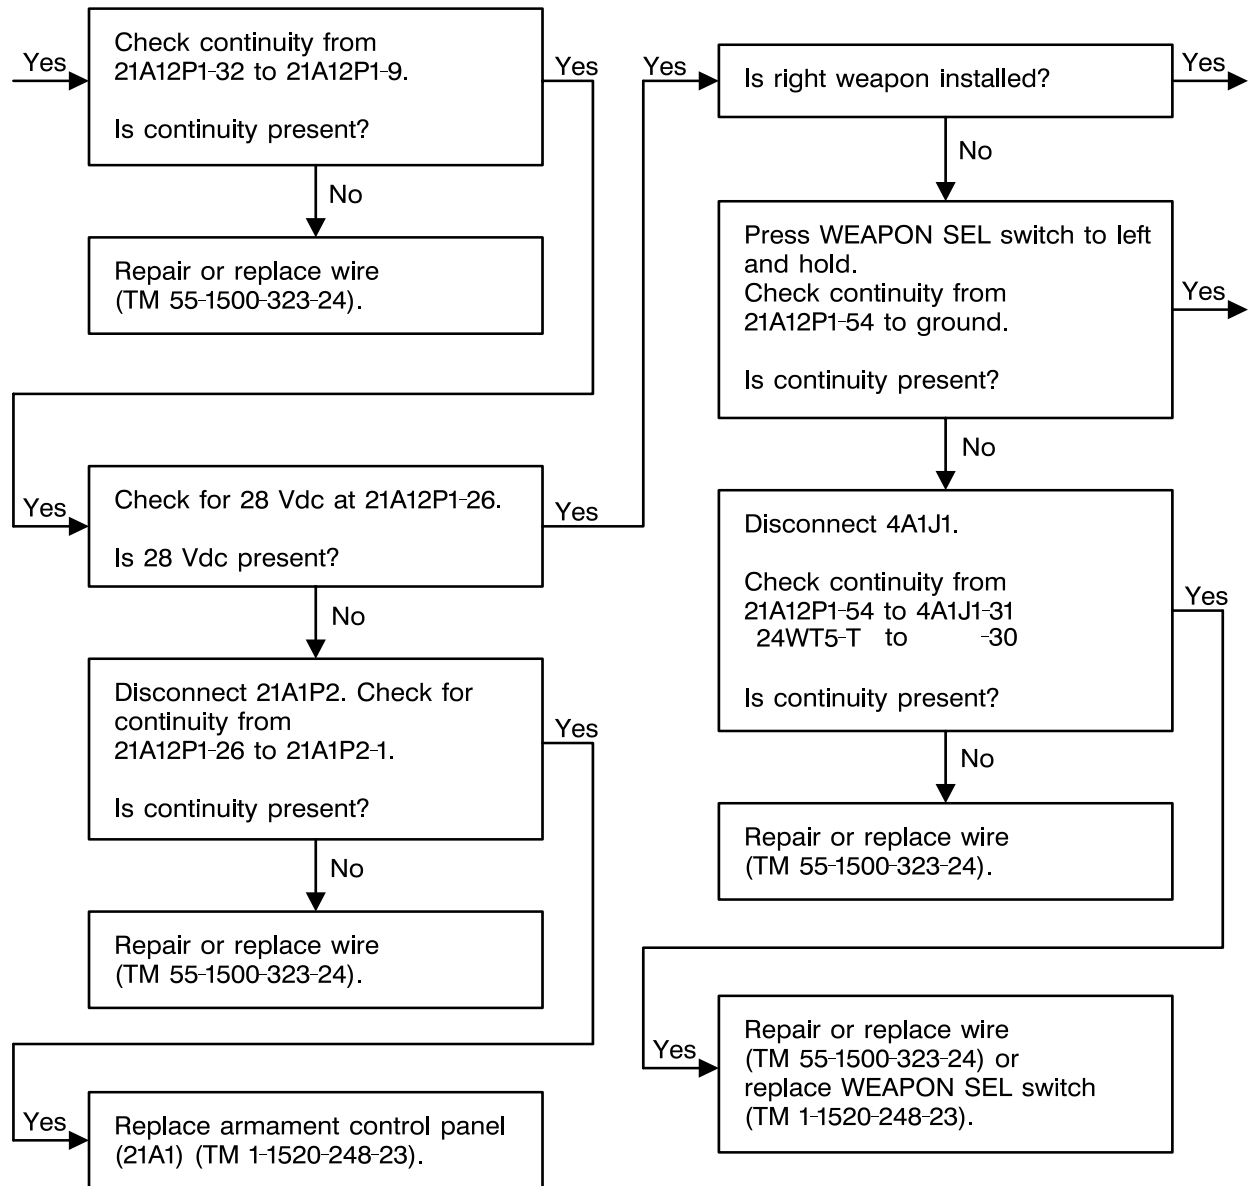 Yes
Check continuity from
21A12P1-32 to 21A12P1-9.
Is continuity present?
Yes
No
Repair or replace wire
(TM 55-1500-323-24).
Yes
Check for 28 Vdc at 21A12P1-26.
Is 28 Vdc present?
Yes
No
Disconnect 21A1P2. Check for
continuity from
21A12P1-26 to 21A1P2-1.
Is continuity present?
Yes
No
Repair or replace wire
(TM 55-1500-323-24).
Yes
Replace armament control panel
(21A1) (TM 1-1520-248-23).
Yes
Is right weapon installed?
Yes
No
Press WEAPON SEL switch to left
and hold.
Check continuity from
21A12P1-54 to ground.
Is continuity present?
Yes
No
Disconnect 4A1J1.
Check continuity from
21A12P1-54 to 4A1J1-31
24WT5-T to -30
Is continuity present?
Yes
No
Repair or replace wire
(TM 55-1500-323-24).
Yes
Repair or replace wire
(TM 55-1500-323-24) or
replace WEAPON SEL switch
(TM 1-1520-248-23).